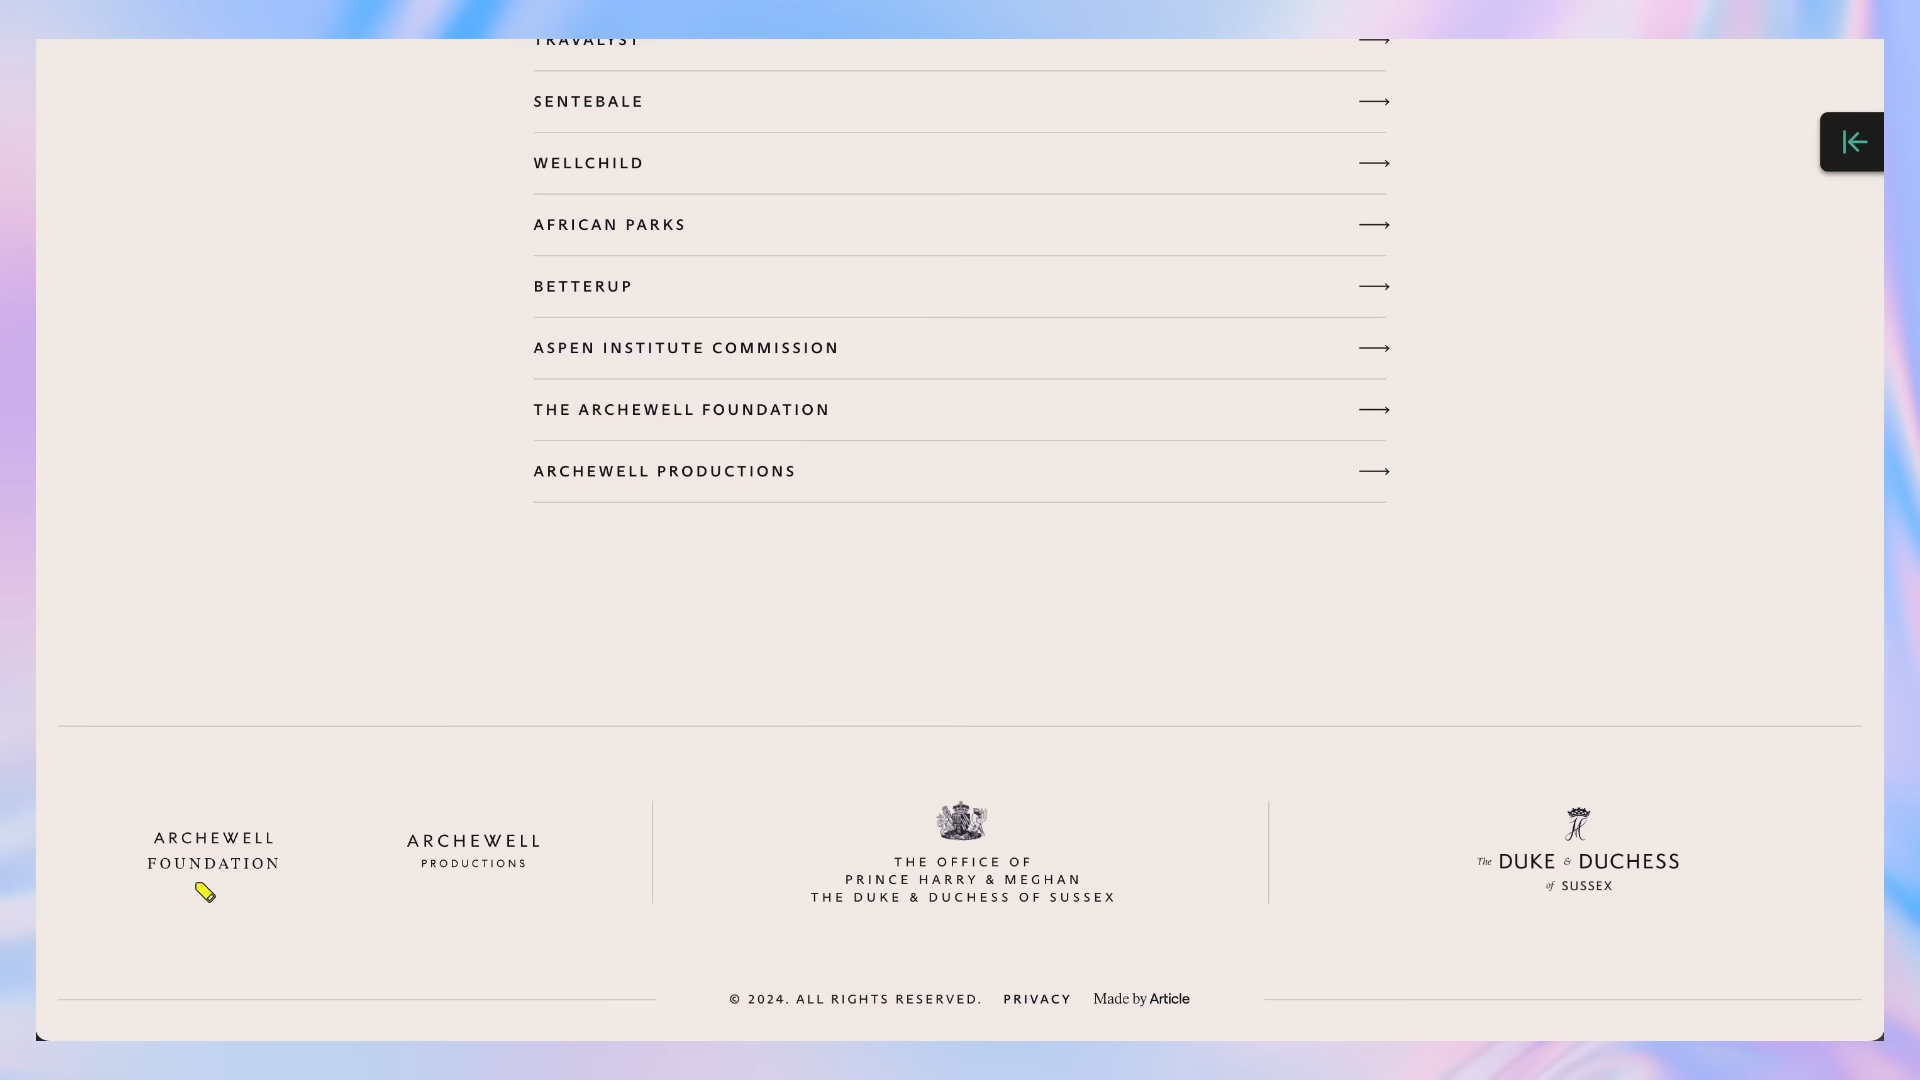 TRAVALYST
SENTEBALE
WELLCHILD
AFRICAN PARKS
BETTERUP
ASPEN INSTITUTE COMMISSION
THE ARCHEWELL FOUNDATION
ARCHEWELL PRODUCTIONS
ARCHEWELL
FOUNDATION
ARCHEWELL
PRODUCTIONS
THE OFFICE OF
PRINCE HARRY & MEGHAN
THE DUKE & DUCHESS OF SUSSEX
The DUKE & DUCHESS
of SUSSEX
© 2024. ALL RIGHTS RESERVED. PRIVACY Made by Article